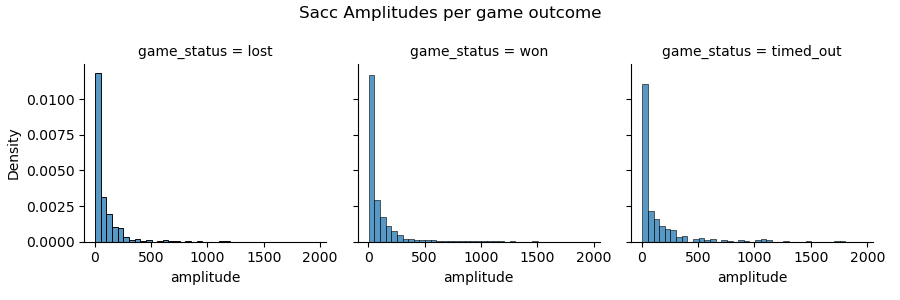 Sacc Amplitudes per game outcome
game_status = lost
game_status = won
game_status = timed_out
Density
0.0100
0.0075
0.0050
0.0025
0.0000
0 500 1000 1500 2000
0 500 1000 1500 2000
0 500 1000 1500 2000
amplitude
amplitude
amplitude